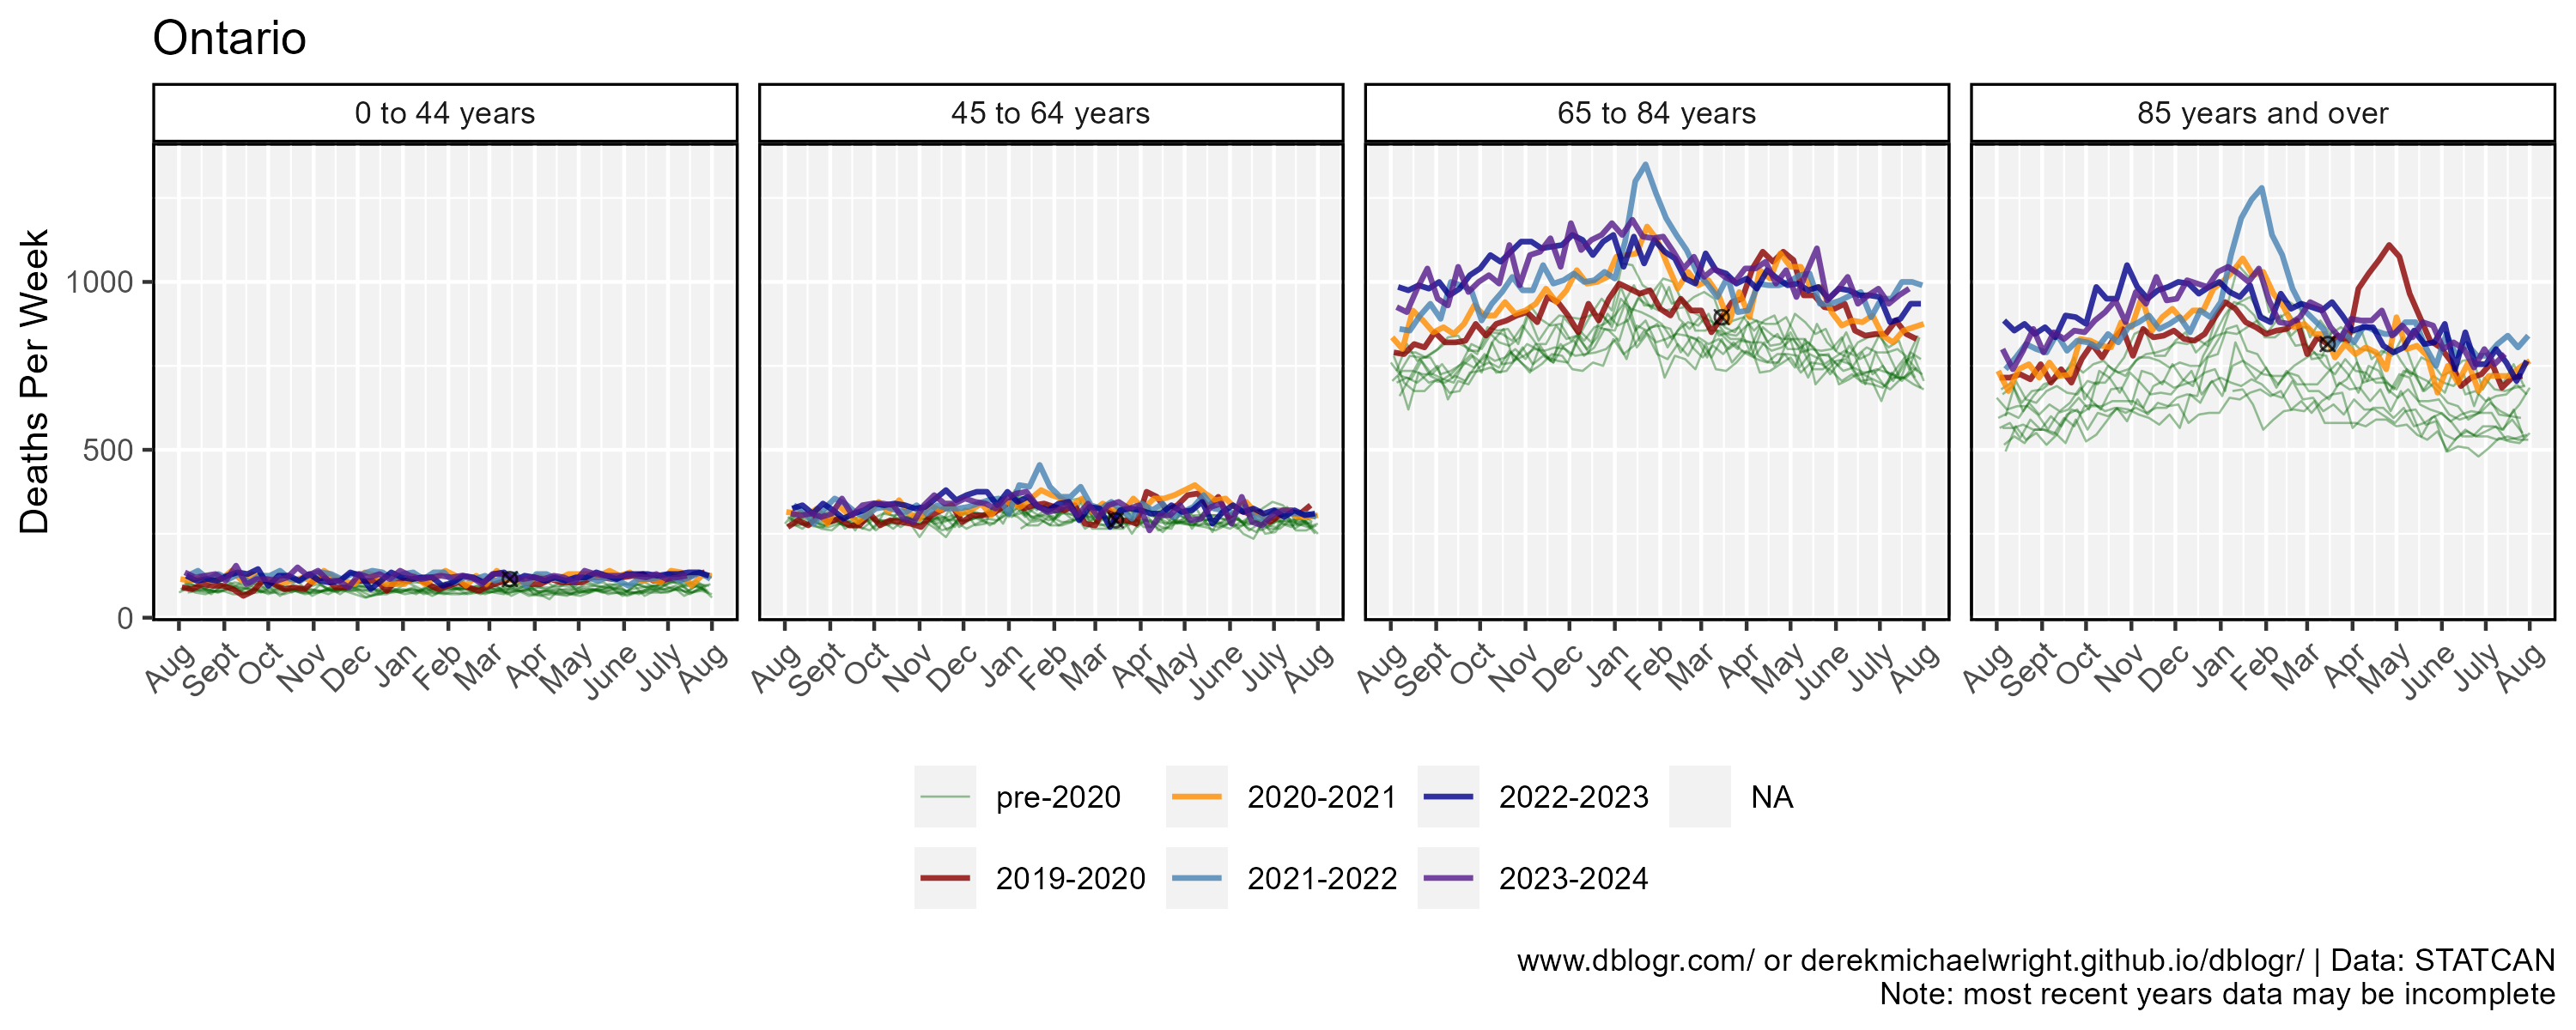 Ontario
0 to 44 years
45 to 64 years
65 to 84 years
85 years and over
Deaths Per Week
1000
500
0
Aug Sept Oct Nov Dec Jan Feb Mar Apr May June July Aug
Aug Sept Oct Nov Dec Jan Feb Mar Apr May June July Aug
Aug Sept Oct Nov Dec Jan Feb Mar Apr May June July Aug
Aug Sept Oct Nov Dec Jan Feb Mar Apr May June July Aug
pre-2020 2020-2021 2022-2023 NA
2019-2020 2021-2022 2023-2024
www.dblogr.com/ or derekmichaelwright.github.io/dblogr/ | Data: STATCAN
Note: most recent years data may be incomplete